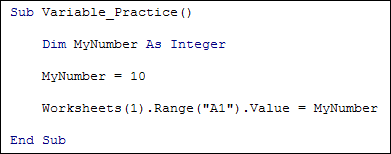 Sub Variable_Practice()
Dim MyNumber As Integer
MyNumber = 10
Worksheets(1).Range("A1").Value = MyNumber
End Sub